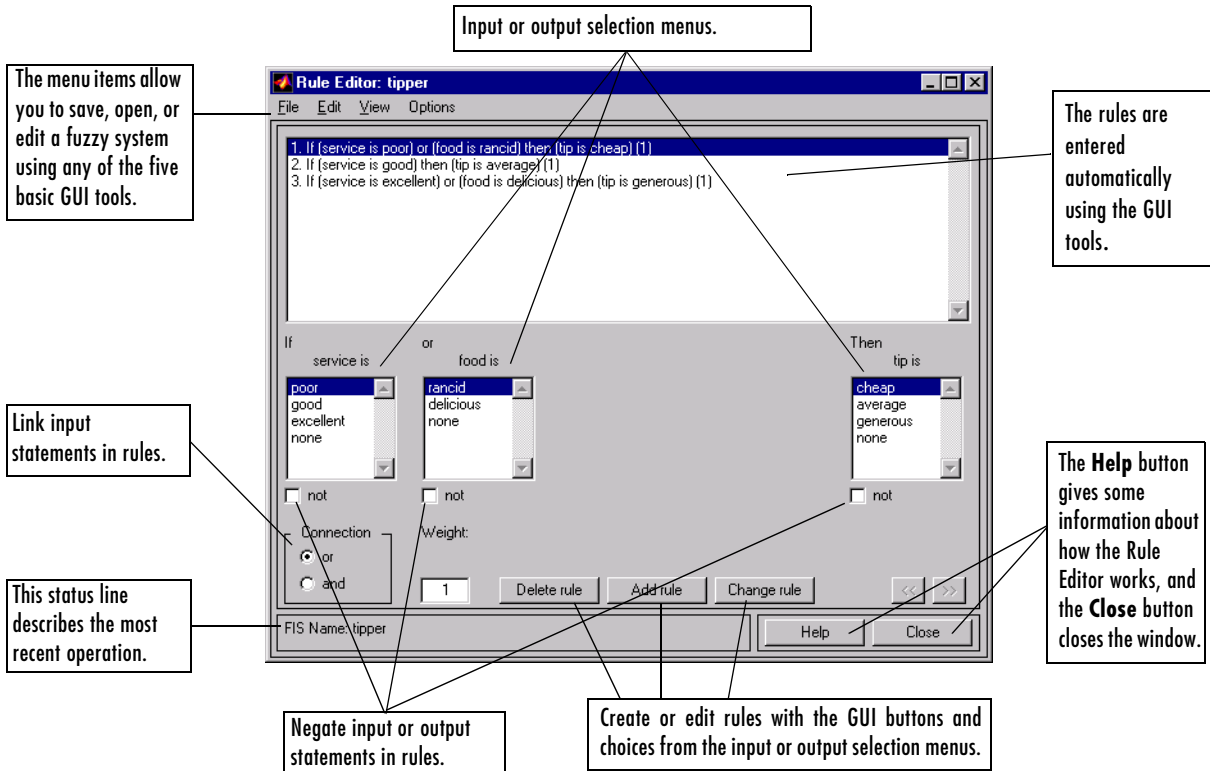 Input or output selection menus.
The menu items allow
you to save, open, or
edit a fuzzy system
using any of the five
basic GUI tools.
Rule Editor: tipper
File Edit View Options
1. If (service is poor) or (food is rancid) then (tip is cheap) (1)
2. If (service is good) then (tip is average) (1)
3. If (service is excellent) or (food is delicious) then (tip is generous) (1)
The rules are
entered
automatically
using the GUI
tools.
If
service is
or
food is
Then
tip is
poor
good
excellent
none
rancid
delicious
none
cheap
average
generous
none
not
not
not
Link input
statements in rules.
Connection
or
and
Weight:
1
Delete rule
Add rule
Change rule
<<
>>
This status line
describes the most
recent operation.
FIS Name: tipper
Help
Close
The Help button
gives some
information about
how the Rule
Editor works, and
the Close button
closes the window.
Negate input or output
statements in rules.
Create or edit rules with the GUI buttons and
choices from the input or output selection menus.